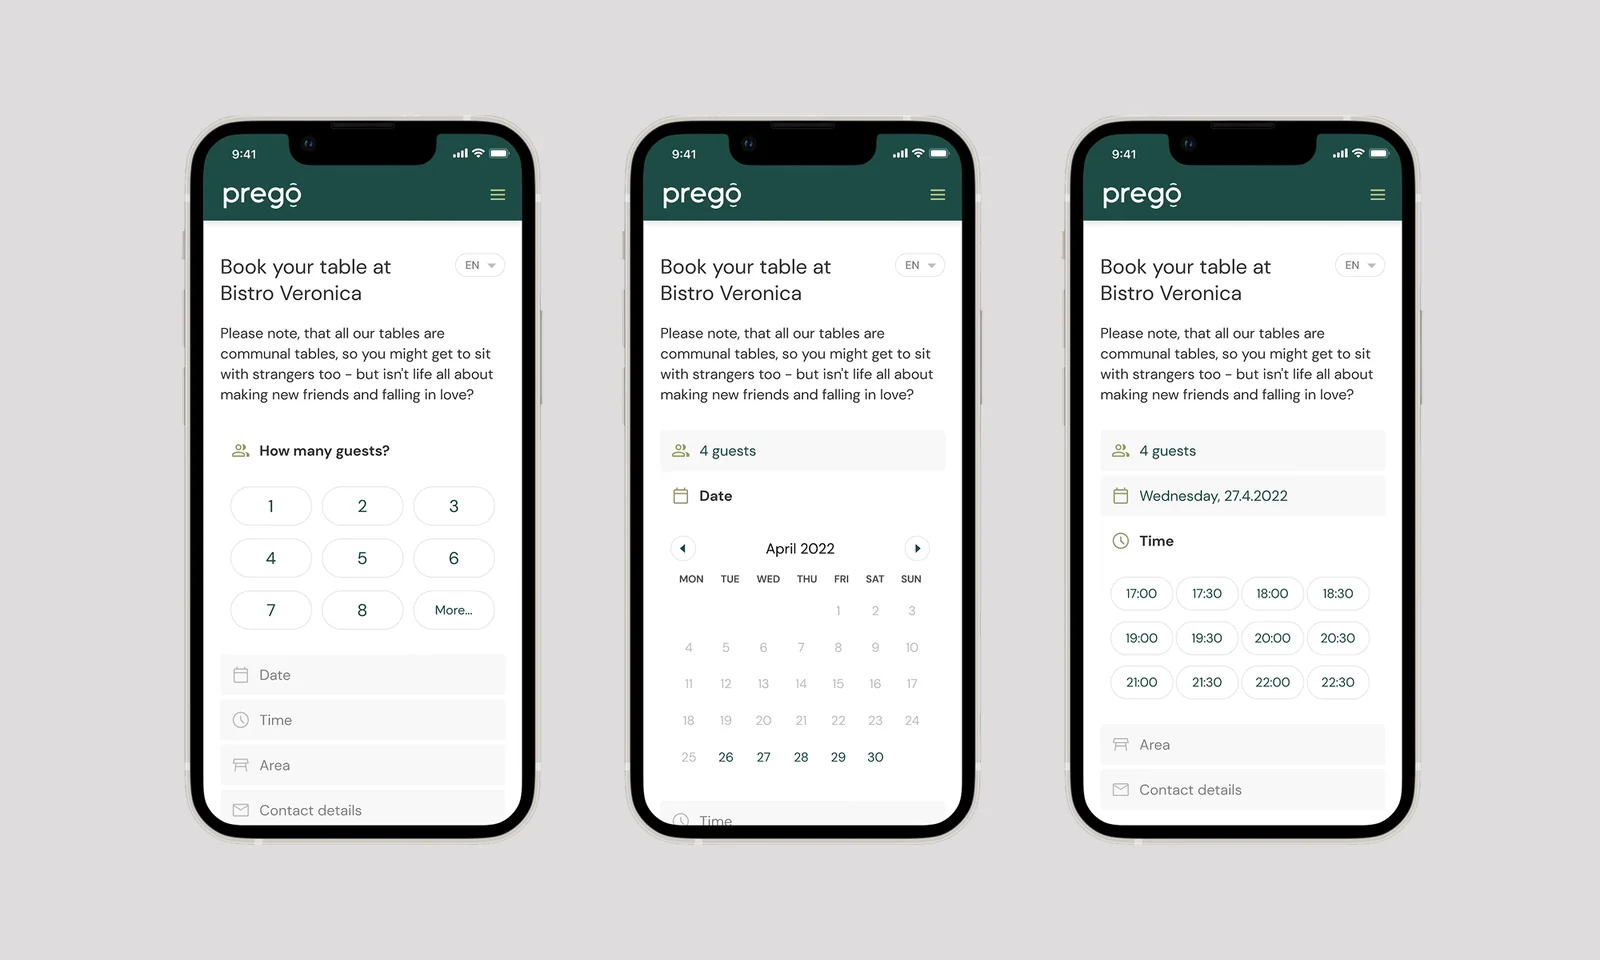 9:41
pregô
Book your table at
Bistro Veronica
EN
Please note, that all our tables are
communal tables, so you might get to sit
with strangers too - but isn't life all about
making new friends and falling in love?
How many guests?
1 2 3
4 5 6
7 8 More...
Date
Time
Area
Contact details
9:41
pregô
Book your table at
Bistro Veronica
EN
Please note, that all our tables are
communal tables, so you might get to sit
with strangers too - but isn't life all about
making new friends and falling in love?
4 guests
Date
April 2022
MON TUE WED THU FRI SAT SUN
1 2 3
4 5 6 7 8 9 10
11 12 13 14 15 16 17
18 19 20 21 22 23 24
25 26 27 28 29 30
Time
9:41
pregô
Book your table at
Bistro Veronica
EN
Please note, that all our tables are
communal tables, so you might get to sit
with strangers too - but isn't life all about
making new friends and falling in love?
4 guests
Wednesday, 27.4.2022
Time
17:00 17:30 18:00 18:30
19:00 19:30 20:00 20:30
21:00 21:30 22:00 22:30
Area
Contact details